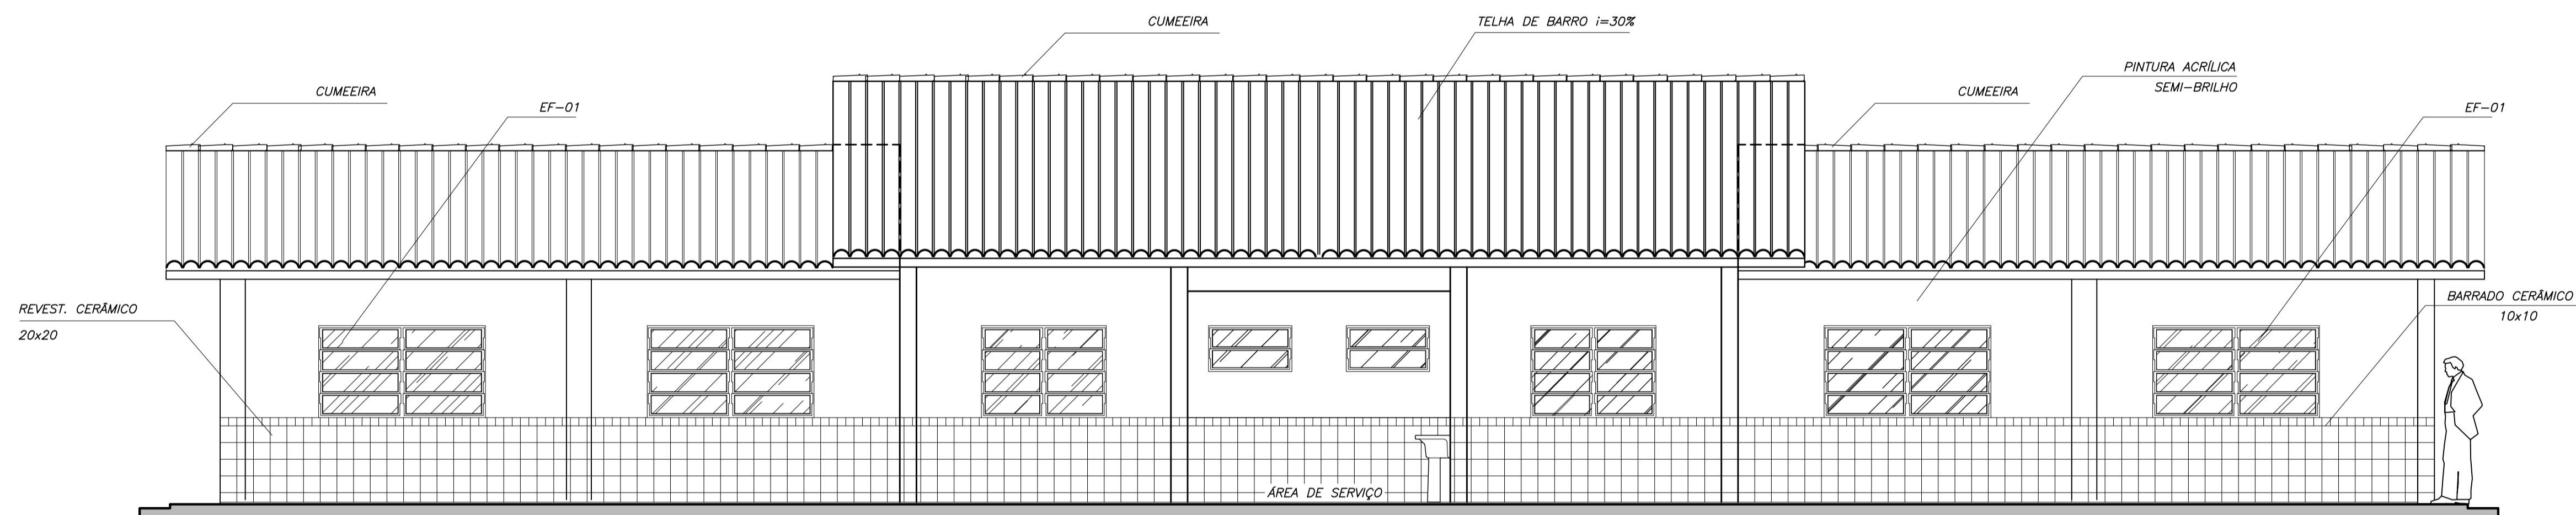 CUMEEIRA
TELHA DE BARRO i=30%
PINTURA ACRÍLICA
SEMI-BRILHO
CUMEEIRA
EF-01
CUMEEIRA
EF-01
REVEST. CERÂMICO
20x20
BARRADO CERÂMICO
10x10
ÁREA DE SERVIÇO